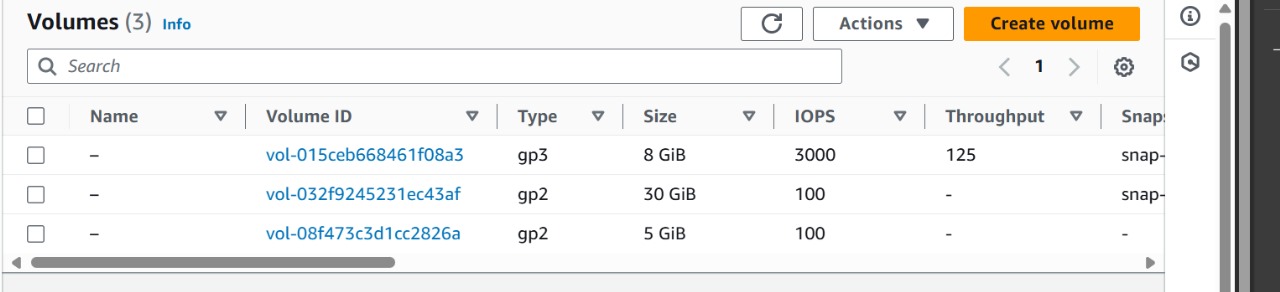 Volumes (3) Info
Actions
Create volume
Search
1
Name Volume ID Type Size IOPS Throughput Snaps
– vol-015ceb668461f08a3 gp3 8 GiB 3000 125 snap-
– vol-032f9245231ec43af gp2 30 GiB 100 - snap-
– vol-08f473c3d1cc2826a gp2 5 GiB 100 - -